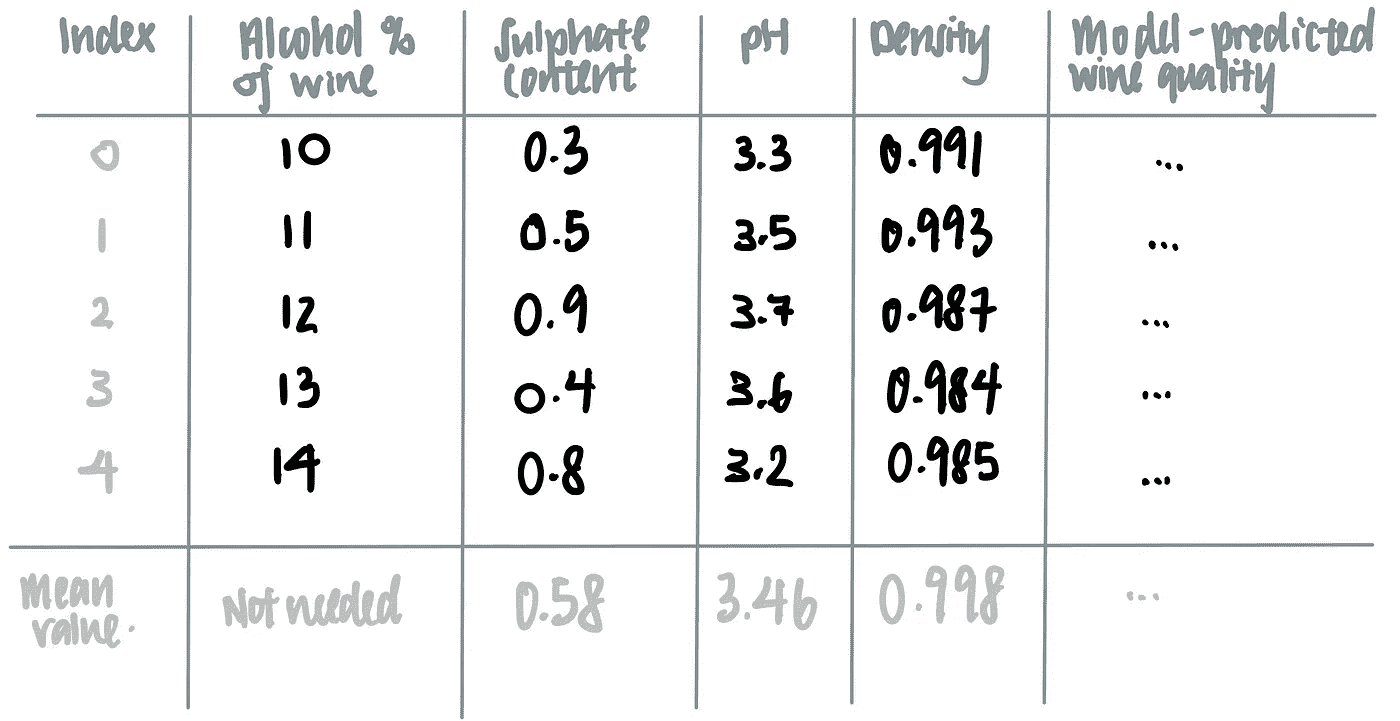 Index Alcohol % Sulphate pH Density Model-predicted
of wine content wine quality
0 10 0.3 3.3 0.991 ...
1 11 0.5 3.5 0.993 ...
2 12 0.9 3.7 0.987 ...
3 13 0.4 3.6 0.984 ...
4 14 0.8 3.2 0.985 ...
Mean Not needed 0.58 3.46 0.998 ...
value.